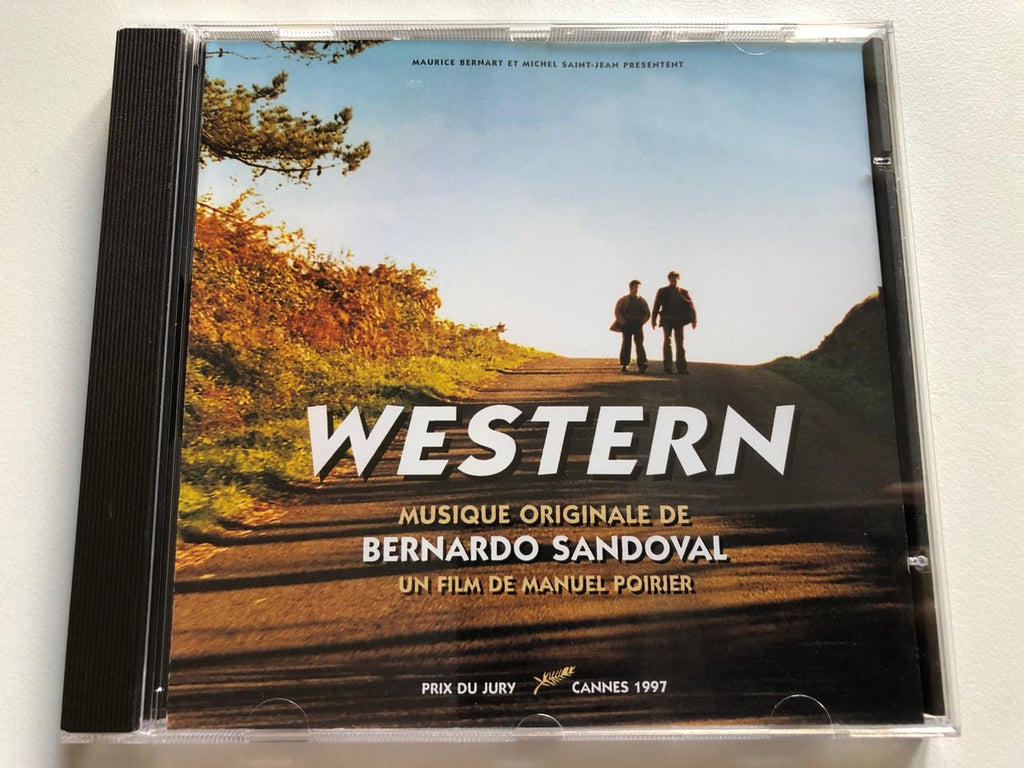 MAURICE BERNART ET MICHEL SAINT-JEAN PRESENTENT
WESTERN
MUSIQUE ORIGINALE DE
BERNARDO SANDOVAL
UN FILM DE MANUEL POIRIER
PRIX DU JURY CANNES 1997